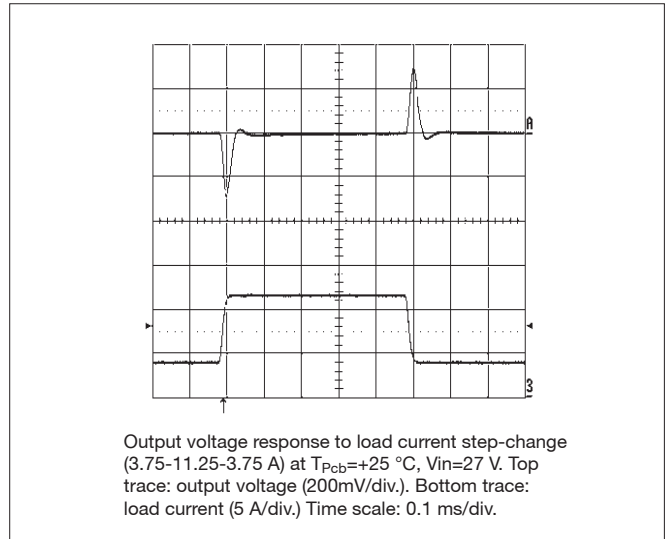 A
3
Output voltage response to load current step-change
(3.75-11.25-3.75 A) at TPcb=+25 °C, Vin=27 V. Top
trace: output voltage (200mV/div.). Bottom trace:
load current (5 A/div.) Time scale: 0.1 ms/div.